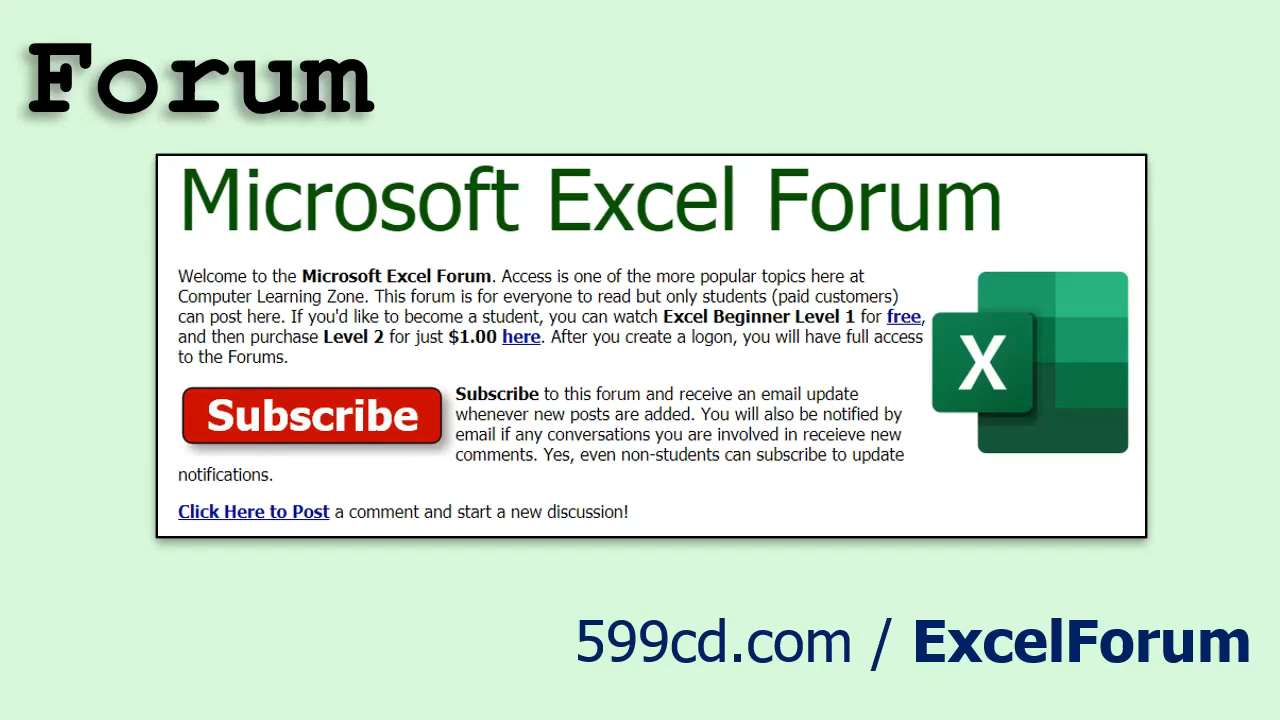 Forum
Microsoft Excel Forum
Welcome to the Microsoft Excel Forum. Access is one of the more popular topics here at
Computer Learning Zone. This forum is for everyone to read but only students (paid customers)
can post here. If you'd like to become a student, you can watch Excel Beginner Level 1 for free,
and then purchase Level 2 for just $1.00 here. After you create a logon, you will have full access
to the Forums.
X
Subscribe
Subscribe to this forum and receive an email update
whenever new posts are added. You will also be notified by
email if any conversations you are involved in receieve new
comments. Yes, even non-students can subscribe to update
notifications.
Click Here to Post a comment and start a new discussion!
599cd.com / ExcelForum